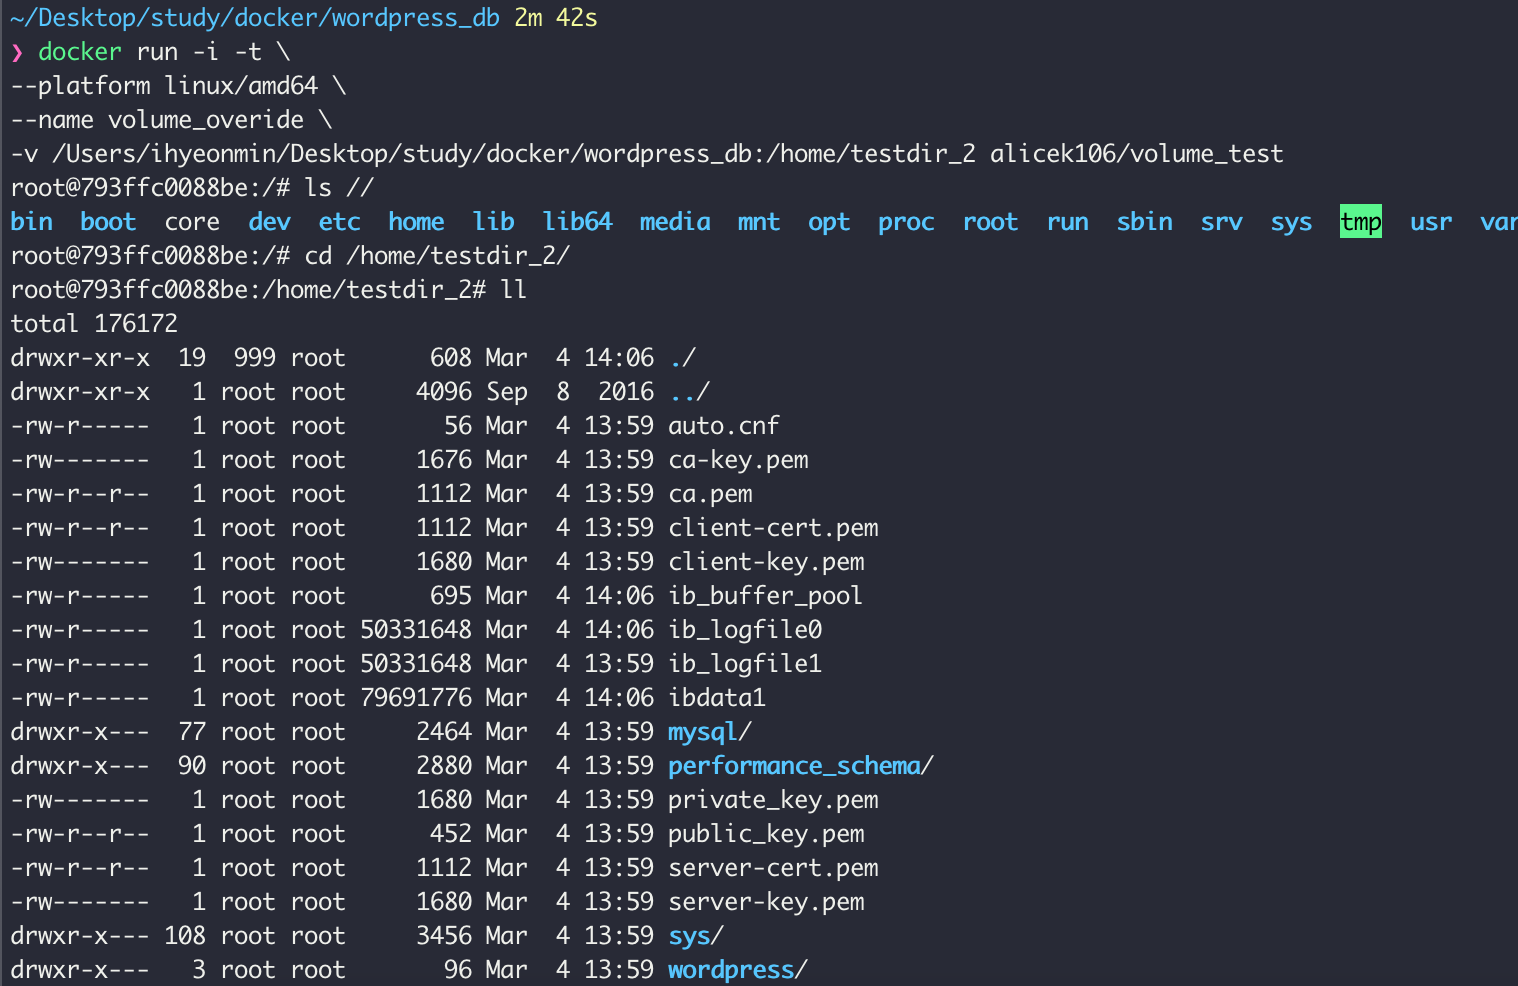 ~/Desktop/study/docker/wordpress_db 2m 42s
❯ docker run -i -t \
--platform linux/amd64 \
--name volume_overide \
-v /Users/ihyeonmin/Desktop/study/docker/wordpress_db:/home/testdir_2 alicek106/volume_test
root@793ffc0088be:/# ls //
bin  boot  core  dev  etc  home  lib  lib64  media  mnt  opt  proc  root  run  sbin  srv  sys  tmp  usr  var
root@793ffc0088be:/# cd /home/testdir_2/
root@793ffc0088be:/home/testdir_2# ll
total 176172
drwxr-xr-x  19  999 root      608 Mar  4 14:06 ./
drwxr-xr-x   1 root root     4096 Sep  8  2016 ../
-rw-r-----   1 root root       56 Mar  4 13:59 auto.cnf
-rw-------   1 root root     1676 Mar  4 13:59 ca-key.pem
-rw-r--r--   1 root root     1112 Mar  4 13:59 ca.pem
-rw-r--r--   1 root root     1112 Mar  4 13:59 client-cert.pem
-rw-------   1 root root     1680 Mar  4 13:59 client-key.pem
-rw-r-----   1 root root      695 Mar  4 14:06 ib_buffer_pool
-rw-r-----   1 root root 50331648 Mar  4 14:06 ib_logfile0
-rw-r-----   1 root root 50331648 Mar  4 13:59 ib_logfile1
-rw-r-----   1 root root 79691776 Mar  4 14:06 ibdata1
drwxr-x---  77 root root     2464 Mar  4 13:59 mysql/
drwxr-x---  90 root root     2880 Mar  4 13:59 performance_schema/
-rw-------   1 root root     1680 Mar  4 13:59 private_key.pem
-rw-r--r--   1 root root      452 Mar  4 13:59 public_key.pem
-rw-r--r--   1 root root     1112 Mar  4 13:59 server-cert.pem
-rw-------   1 root root     1680 Mar  4 13:59 server-key.pem
drwxr-x--- 108 root root     3456 Mar  4 13:59 sys/
drwxr-x---   3 root root       96 Mar  4 13:59 wordpress/